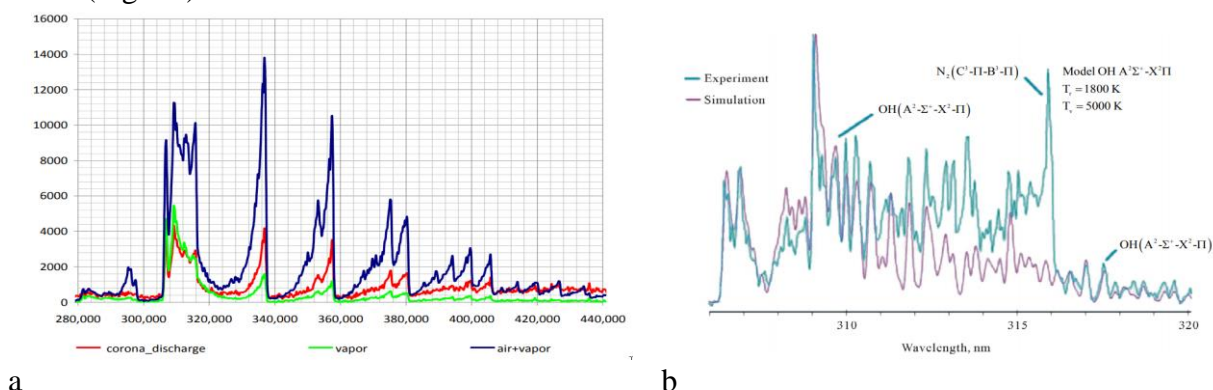 16000
14000
12000
10000
8000
6000
4000
2000
0
280,000 300,000 320,000 340,000 360,000 380,000 400,000 420,000 440,000
corona_discharge vapor air+vapor
a
Experiment
Simulation
N₂(C³-Π-B³-Π)
Model OH A²Σ⁺-X²Π
Tᵣ = 1800 K
Tᵥ = 5000 K
OH(A²-Σ⁺-X²-Π)
OH(A²-Σ⁺-X²-Π)
310 315 320
Wavelength, nm
b